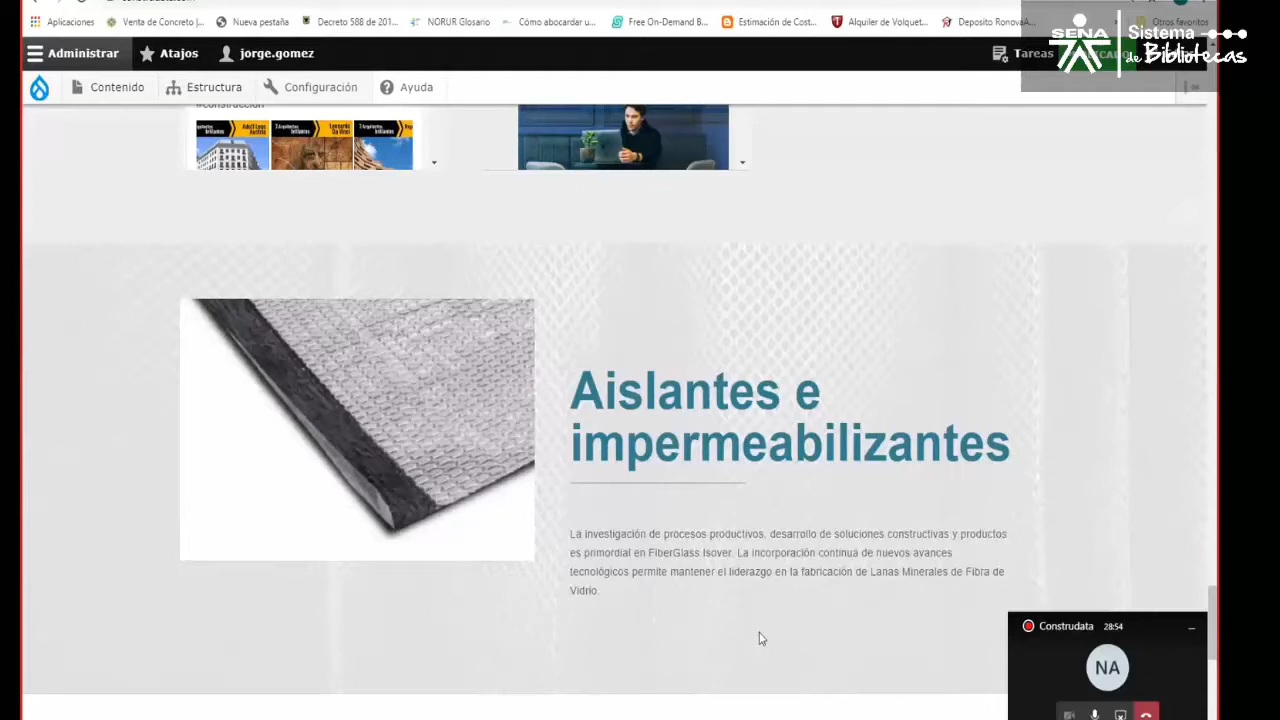 Aplicaciones Venta de Concreto |... Nueva pestaña Decreto 588 de 201... NORUR Glosario Cómo abocardar u... Free On-Demand B... Estimación de Cost... Alquiler de Volquet... Deposito RonovaA... Otros favoritos
Administrar Atajos jorge.gomez Tareas
SENA Sistema de Bibliotecas
Contenido Estructura Configuración Ayuda
#construcción
Aislantes e
impermeabilizantes
La investigación de procesos productivos, desarrollo de soluciones constructivas y productos
es primordial en FiberGlass Isover. La incorporación continua de nuevos avances
tecnológicos permite mantener el liderazgo en la fabricación de Lanas Minerales de Fibra de
Vidrio.
Construdata 28:54
NA